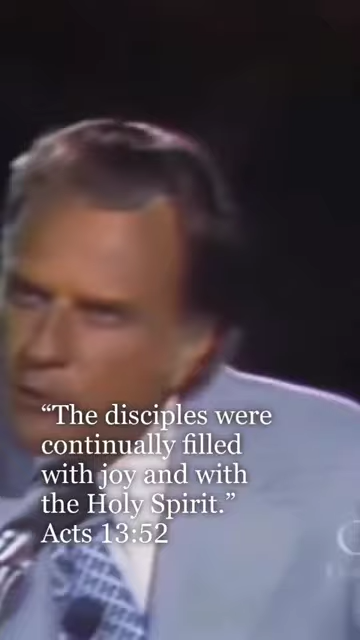 “The disciples were
continually filled
with joy and with
the Holy Spirit.”
Acts 13:52